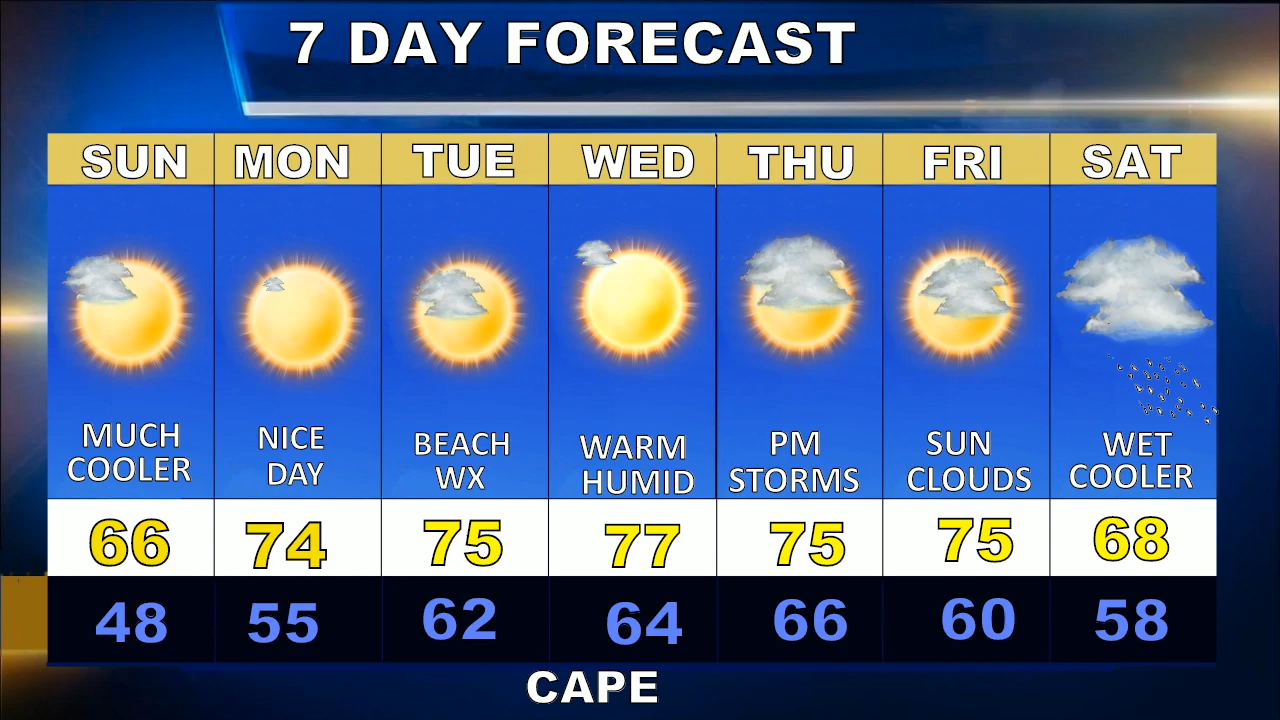 7 DAY FORECAST
SUN MON TUE WED THU FRI SAT
MUCH COOLER
NICE DAY
BEACH WX
WARM HUMID
PM STORMS
SUN CLOUDS
WET COOLER
66 74 75 77 75 75 68
48 55 62 64 66 60 58
CAPE